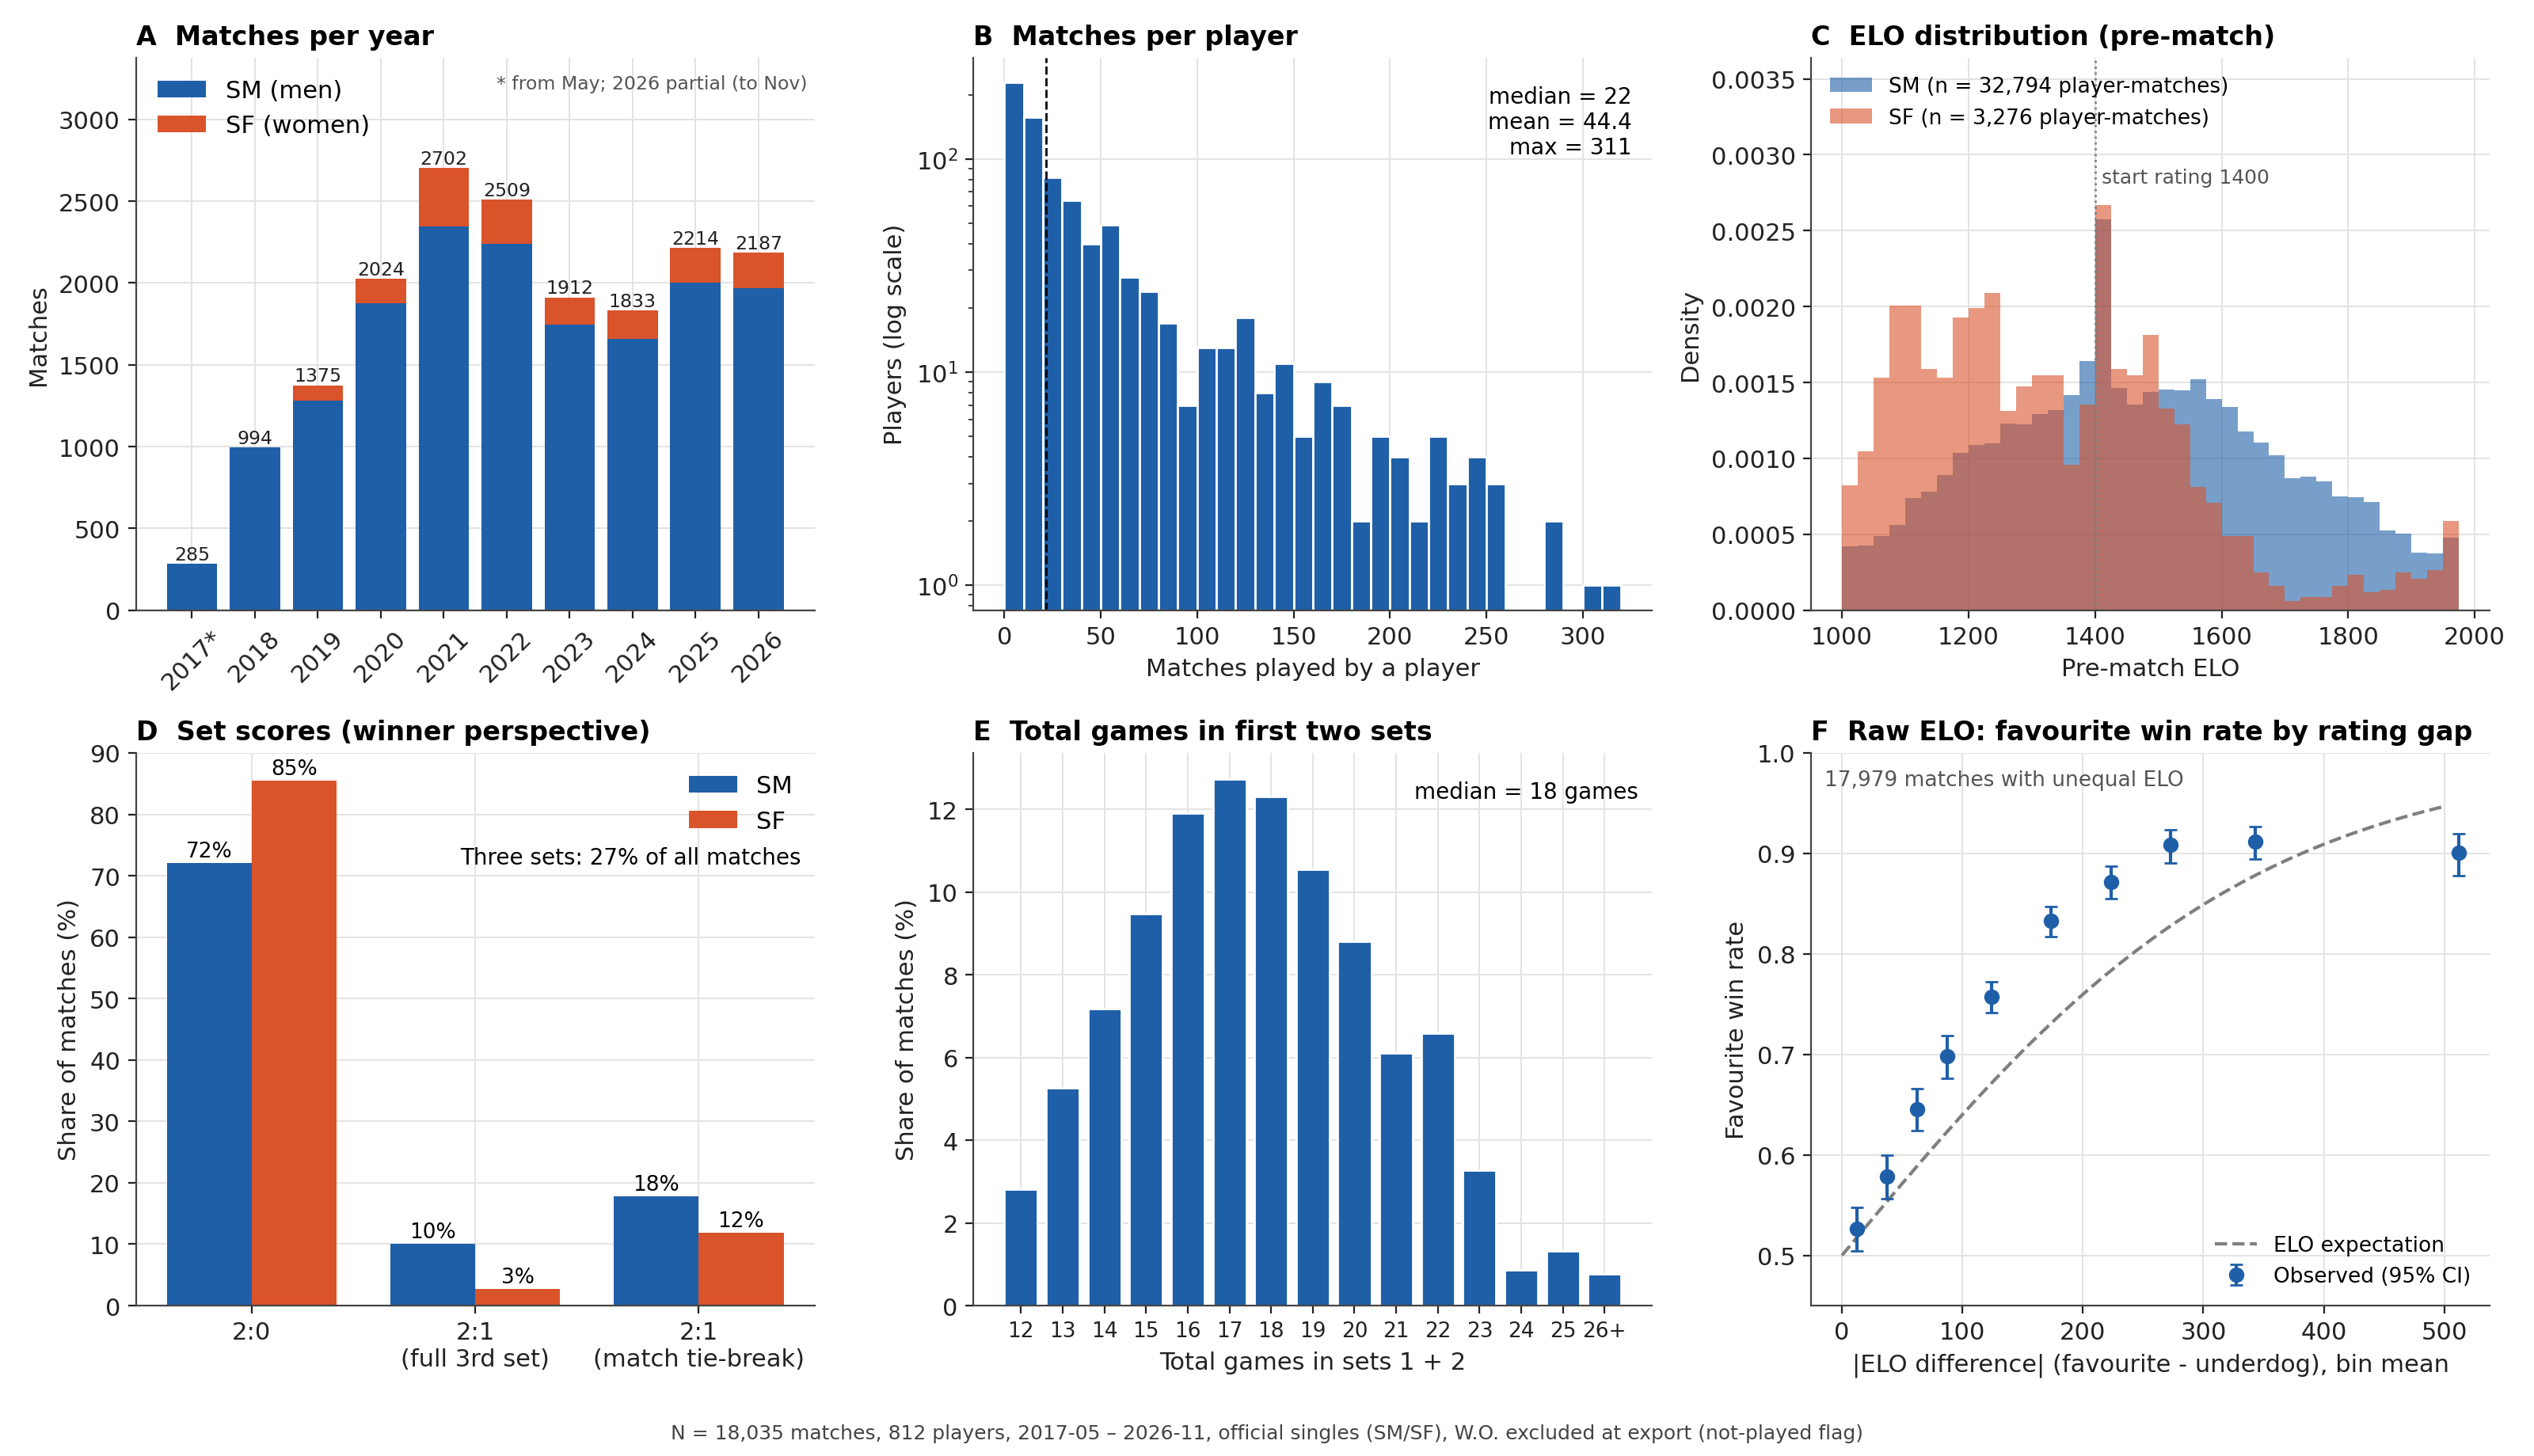 A Matches per year
SM (men)
SF (women)
* from May; 2026 partial (to Nov)
Matches
3000
2500
2000
1500
1000
500
0
285
994
1375
2024
2702
2509
1912
1833
2214
2187
2017*
2018
2019
2020
2021
2022
2023
2024
2025
2026
B Matches per player
median = 22
mean = 44.4
max = 311
Players (log scale)
10²
10¹
10⁰
0 50 100 150 200 250 300
Matches played by a player
C ELO distribution (pre-match)
SM (n = 32,794 player-matches)
SF (n = 3,276 player-matches)
start rating 1400
Density
0.0035
0.0030
0.0025
0.0020
0.0015
0.0010
0.0005
0.0000
1000 1200 1400 1600 1800 2000
Pre-match ELO
D Set scores (winner perspective)
SM
SF
Three sets: 27% of all matches
Share of matches (%)
90
80
70
60
50
40
30
20
10
0
72%
85%
10%
3%
18%
12%
2:0
2:1
(full 3rd set)
2:1
(match tie-break)
E Total games in first two sets
median = 18 games
Share of matches (%)
12
10
8
6
4
2
0
12 13 14 15 16 17 18 19 20 21 22 23 24 25 26+
Total games in sets 1 + 2
F Raw ELO: favourite win rate by rating gap
17,979 matches with unequal ELO
Favourite win rate
1.0
0.9
0.8
0.7
0.6
0.5
ELO expectation
Observed (95% CI)
0 100 200 300 400 500
|ELO difference| (favourite - underdog), bin mean
N = 18,035 matches, 812 players, 2017-05 – 2026-11, official singles (SM/SF), W.O. excluded at export (not-played flag)